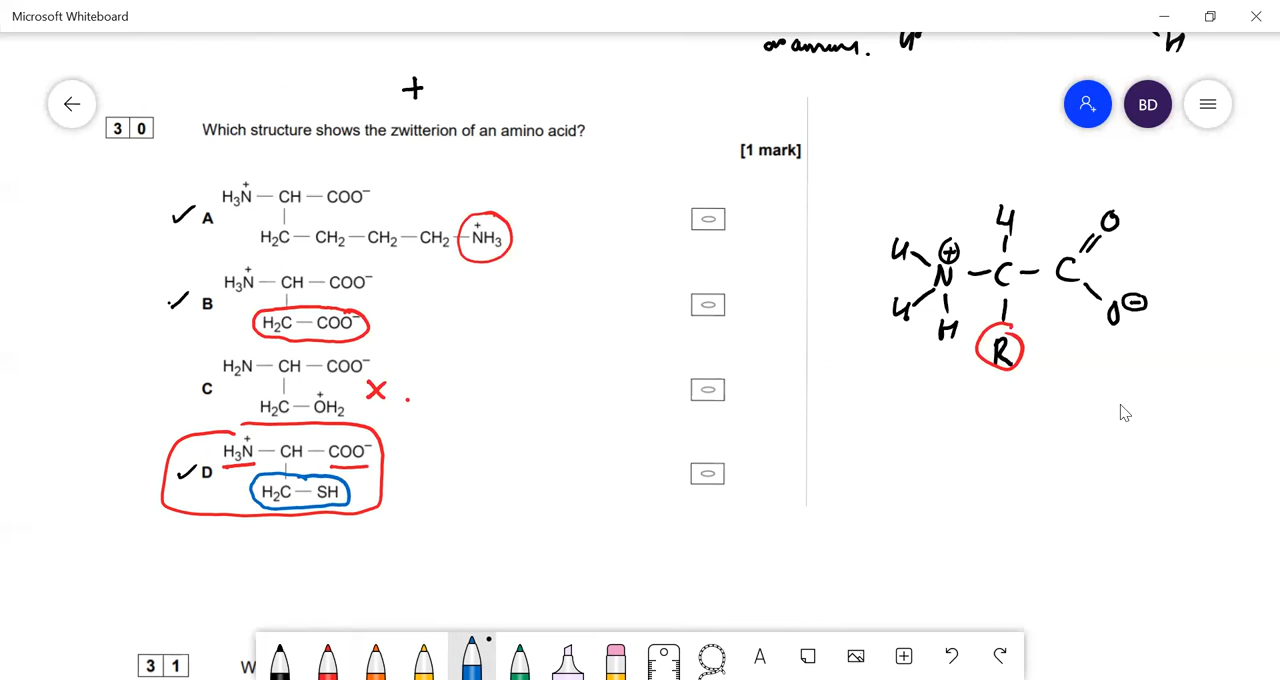 Microsoft Whiteboard
+
BD
3 0 Which structure shows the zwitterion of an amino acid?
[1 mark]
A
H₃N⁺ — CH — COO⁻
H₂C — CH₂ — CH₂ — CH₂ — N⁺H₃
B
H₃N⁺ — CH — COO⁻
H₂C — COO⁻
C
H₂N — CH — COO⁻
H₂C — O⁺H₂
D
H₃N⁺ — CH — COO⁻
H₂C — SH
H H O
H N⊕ — C — C
H H R O⊖
3 1 W
A